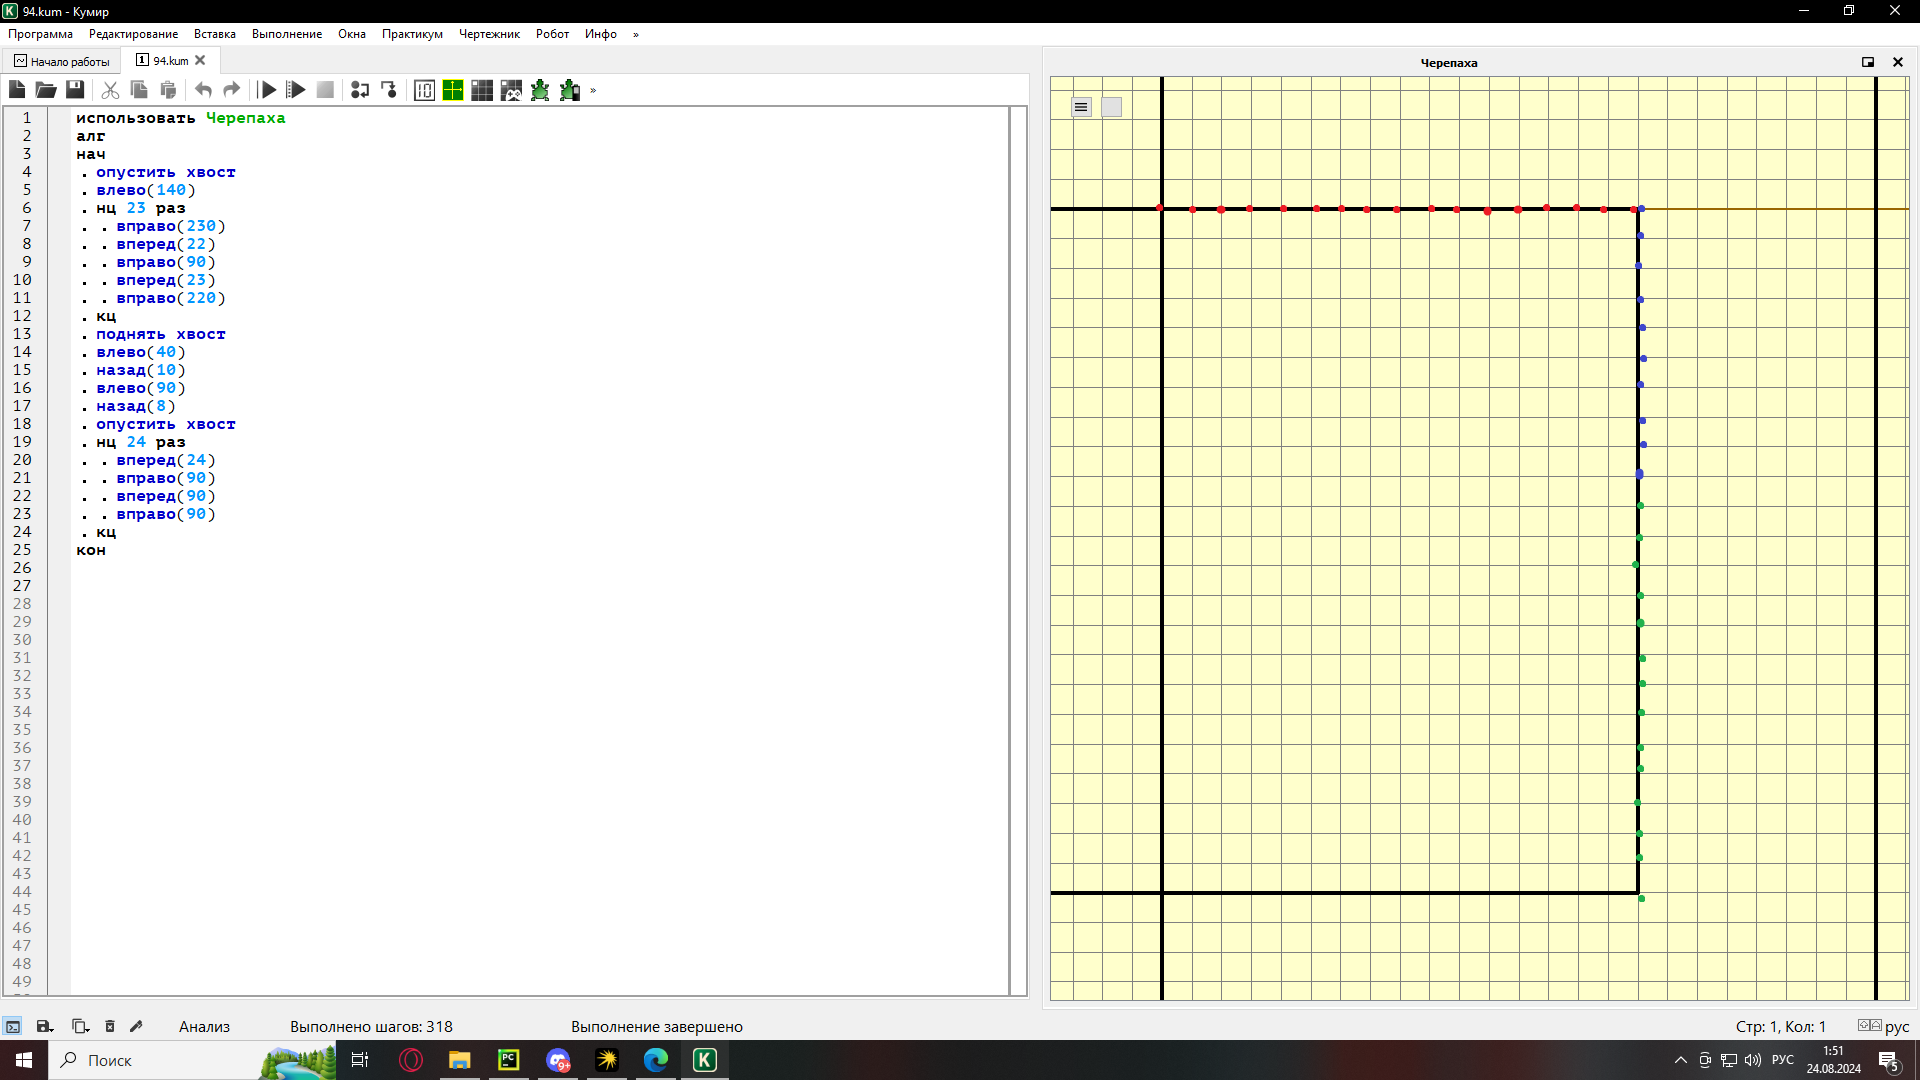 94.kum - Кумир
Программа Редактирование Вставка Выполнение Окна Практикум Чертежник Робот Инфо »
Начало работы 1 94.kum
Черепаха
1 использовать Черепаха
2 алг
3 нач
4 . опустить хвост
5 . влево(140)
6 . нц 23 раз
7 . . вправо(230)
8 . . вперед(22)
9 . . вправо(90)
10 . . вперед(23)
11 . . вправо(220)
12 . кц
13 . поднять хвост
14 . влево(40)
15 . назад(10)
16 . влево(90)
17 . назад(8)
18 . опустить хвост
19 . нц 24 раз
20 . . вперед(24)
21 . . вправо(90)
22 . . вперед(90)
23 . . вправо(90)
24 . кц
25 кон
26
27
28
29
30
31
32
33
34
35
36
37
38
39
40
41
42
43
44
45
46
47
48
49
Анализ Выполнено шагов: 318 Выполнение завершено Стр: 1, Кол: 1 рус
Поиск PC 9+ K РУС 1:51
24.08.2024 5